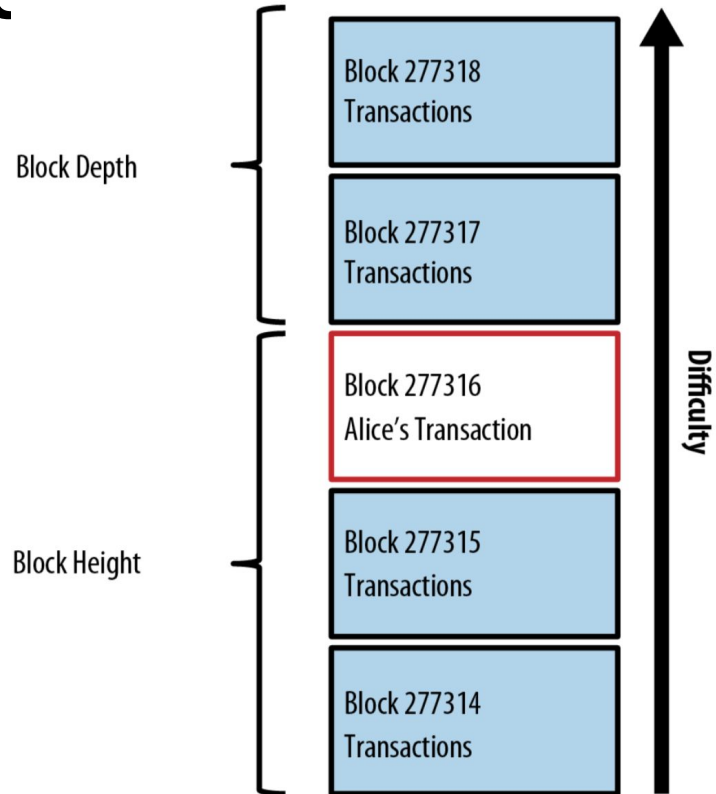 Block 277318
Transactions
Block Depth
Block 277317
Transactions
Block 277316
Alice’s Transaction
Difficulty
Block 277315
Block Height
Transactions
Block 277314
Transactions